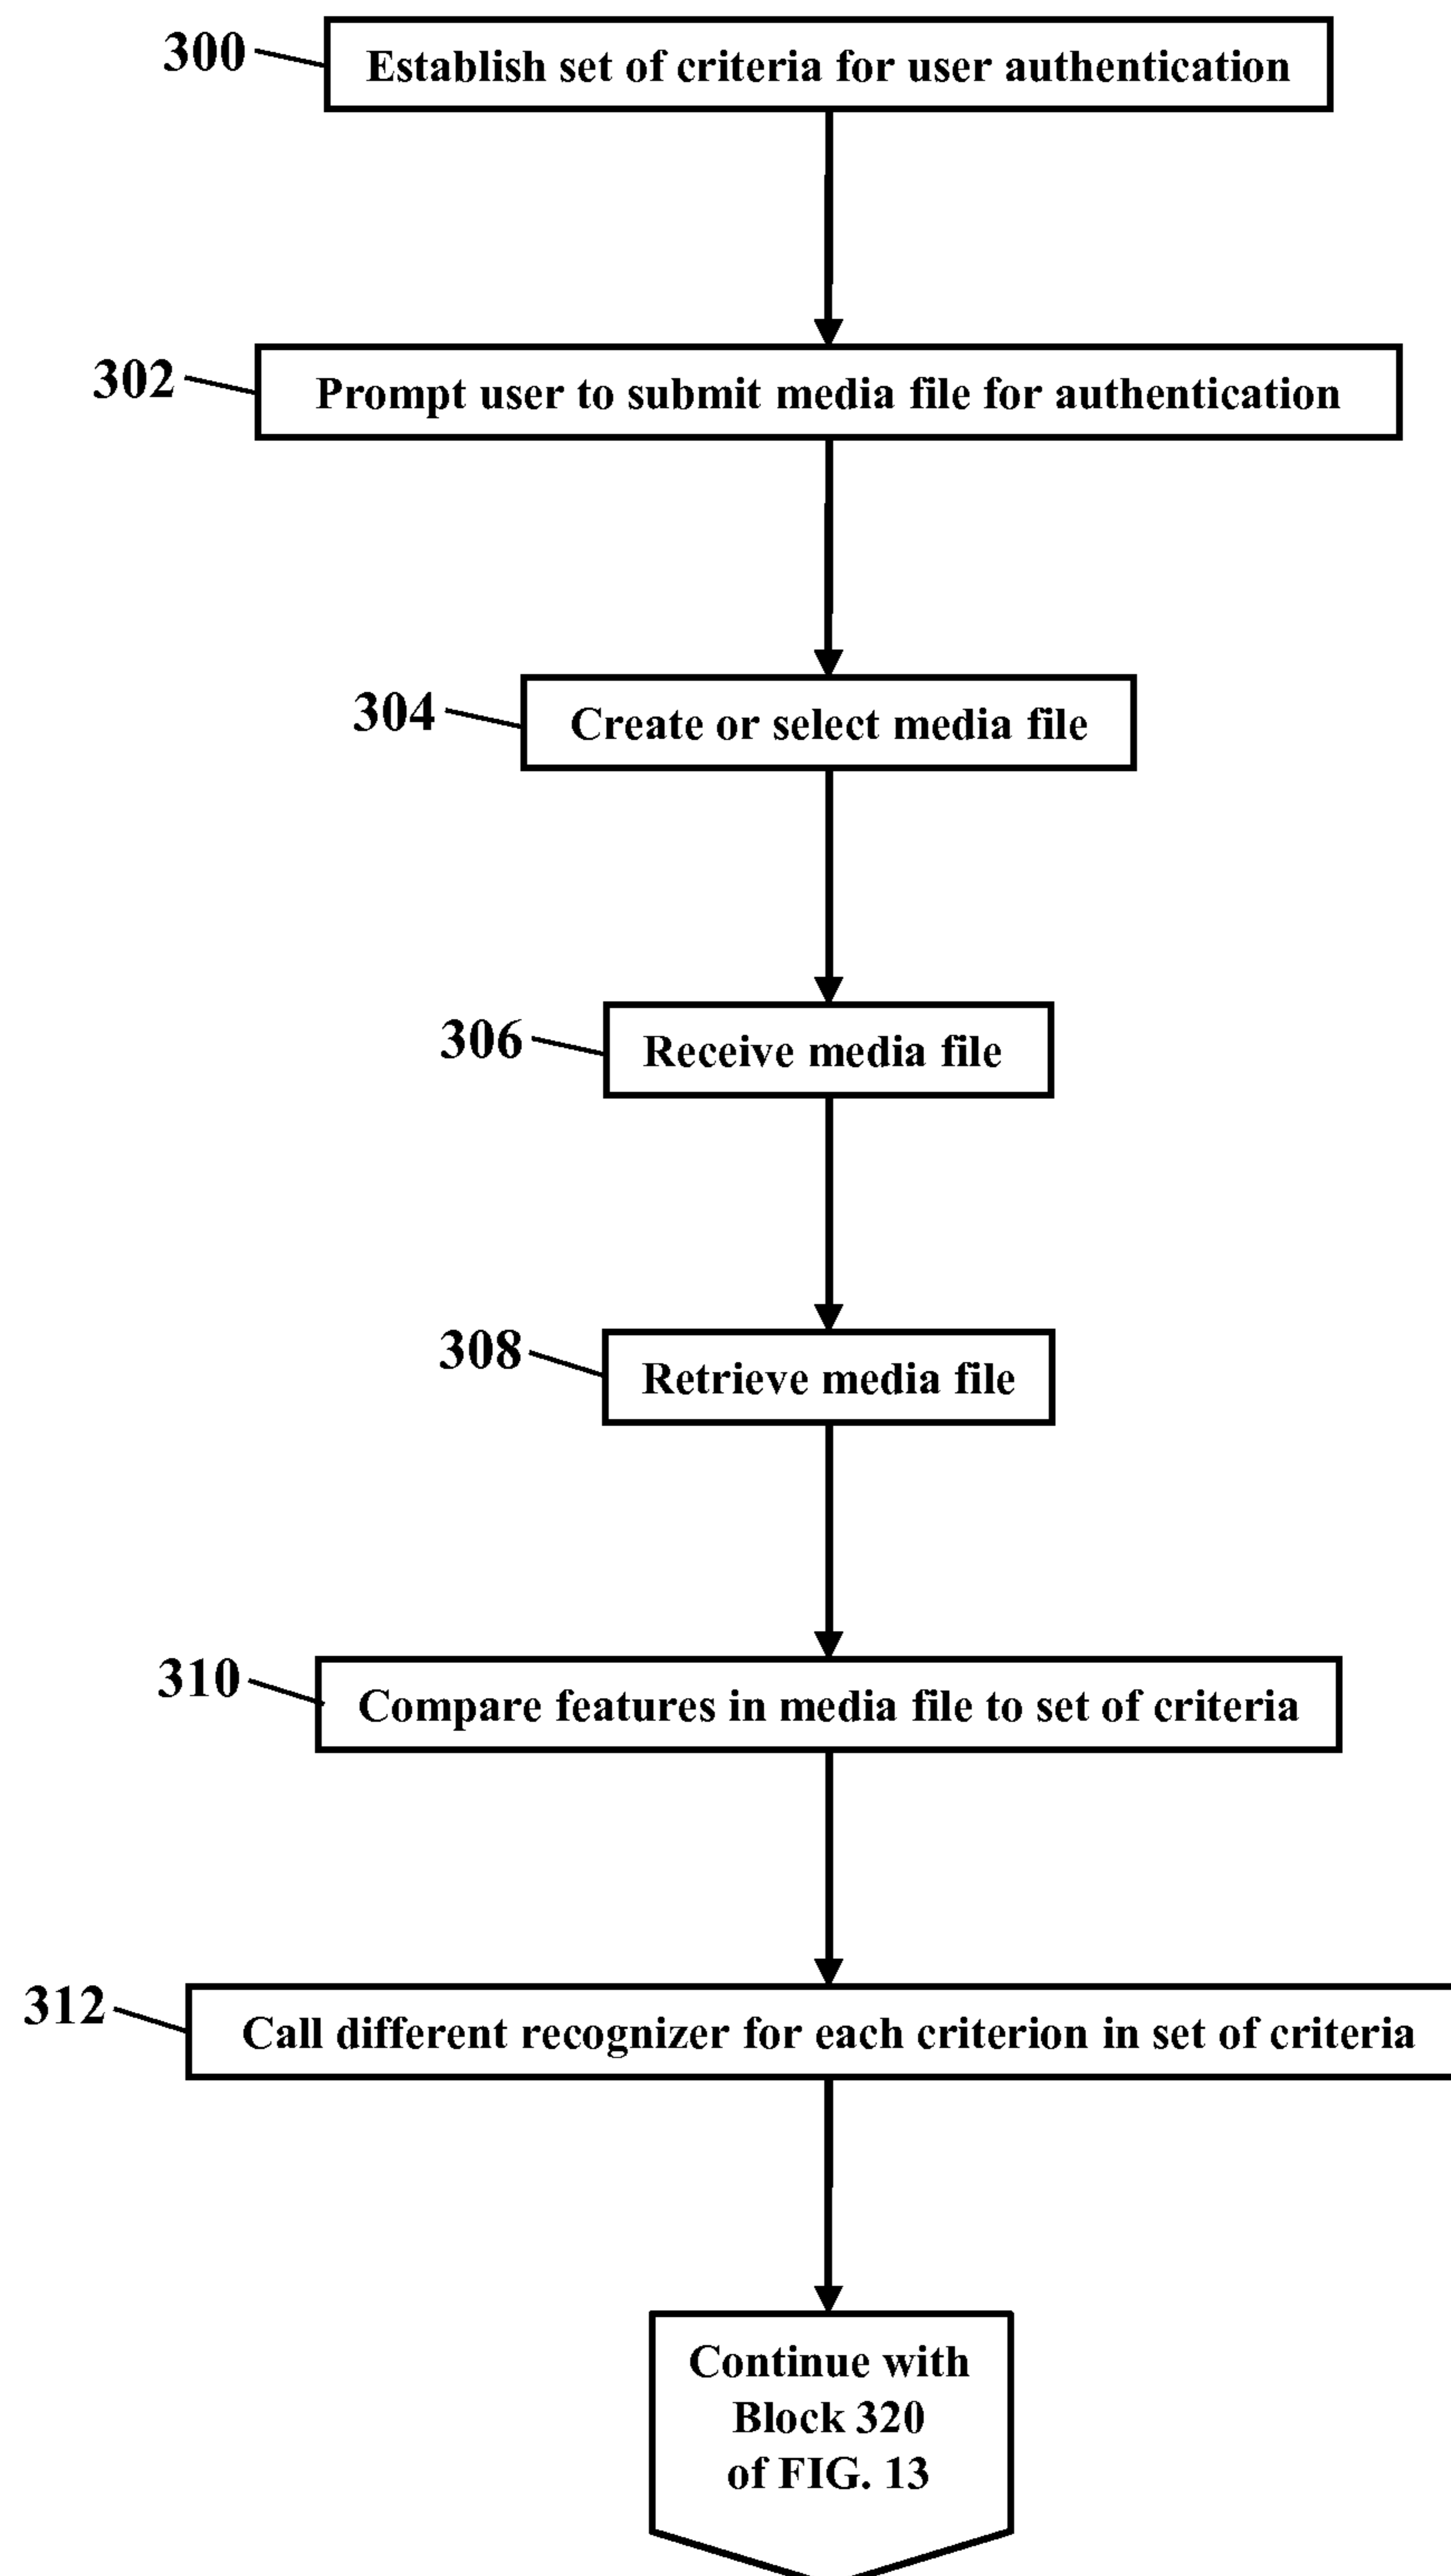 300
Establish set of criteria for user authentication
302
Prompt user to submit media file for authentication
304
Create or select media file
306
Receive media file
308
Retrieve media file
310
Compare features in media file to set of criteria
312
Call different recognizer for each criterion in set of criteria
Continue with
Block 320
of FIG. 13